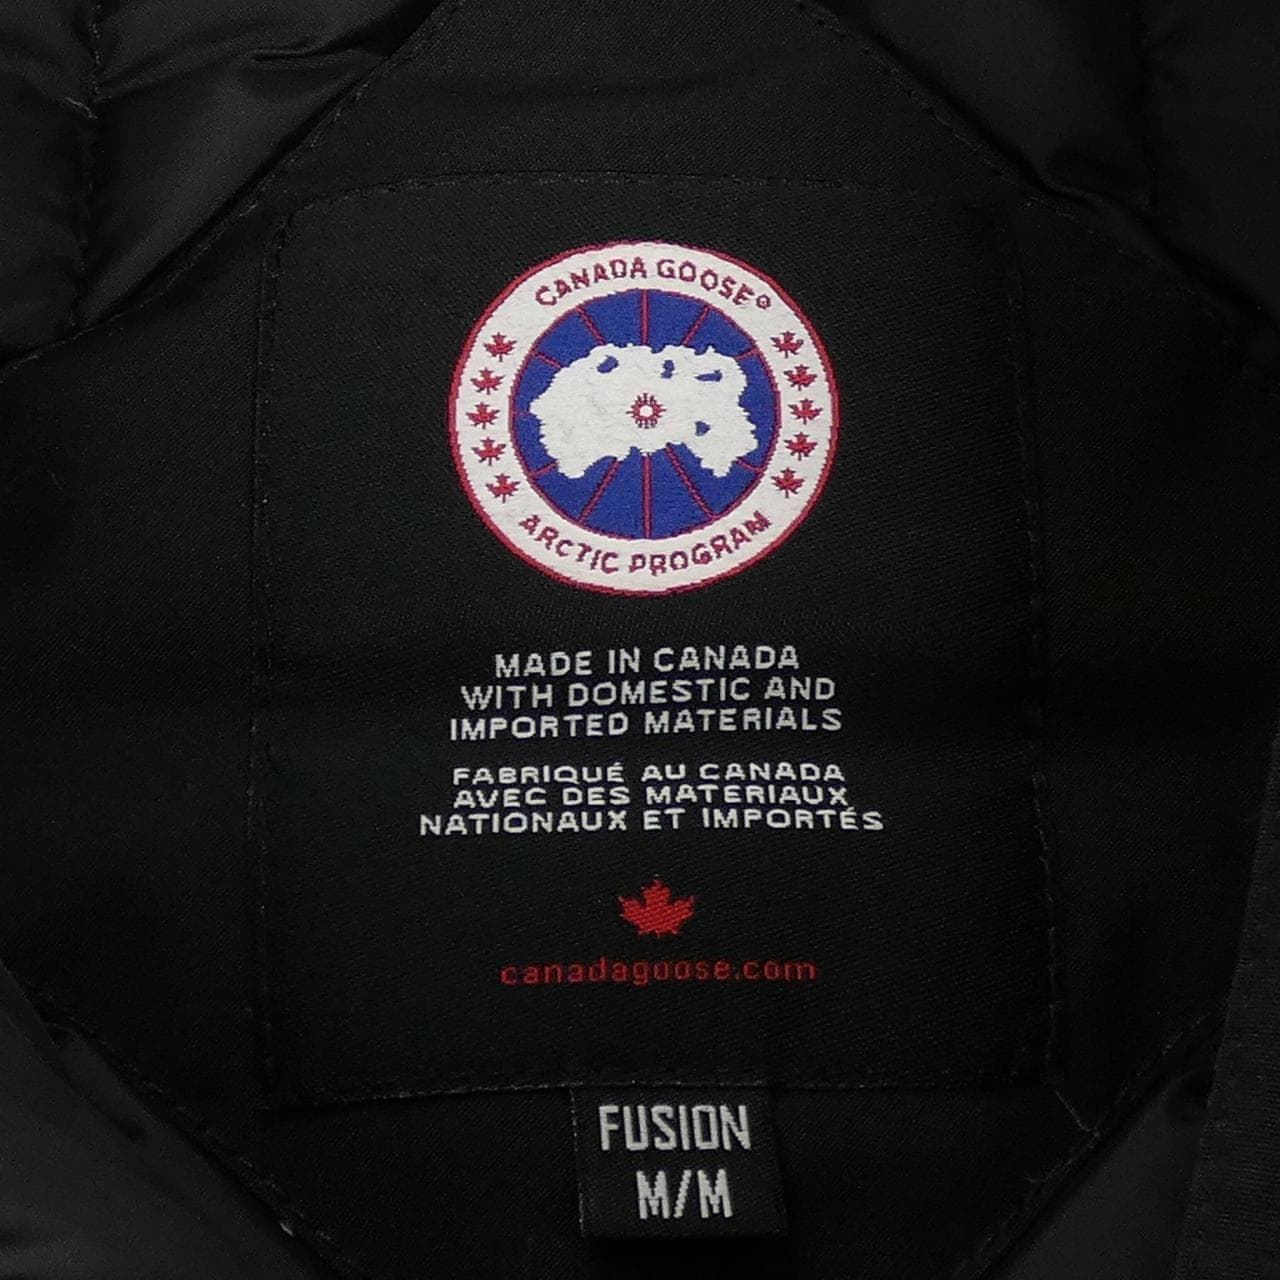 CANADA GOOSE®
ARCTIC PROGRAM
MADE IN CANADA
WITH DOMESTIC AND
IMPORTED MATERIALS
FABRIQUÉ AU CANADA
AVEC DES MATERIAUX
NATIONAUX ET IMPORTÉS
canadagoose.com
FUSION
M/M